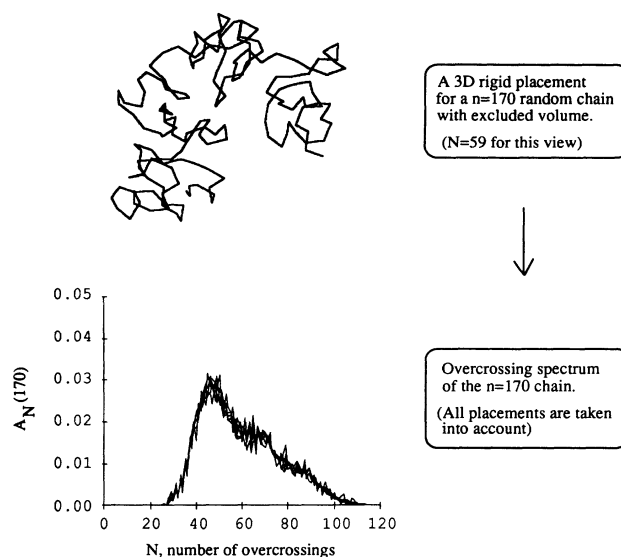 A 3D rigid placement
for a n=170 random chain
with excluded volume.
(N=59 for this view)
0.05
0.04
0.03
0.02
0.01
0.00
A_N(170)
0 20 40 60 80 100 120
N, number of overcrossings
Overcrossing spectrum
of the n=170 chain.
(All placements are taken
into account)